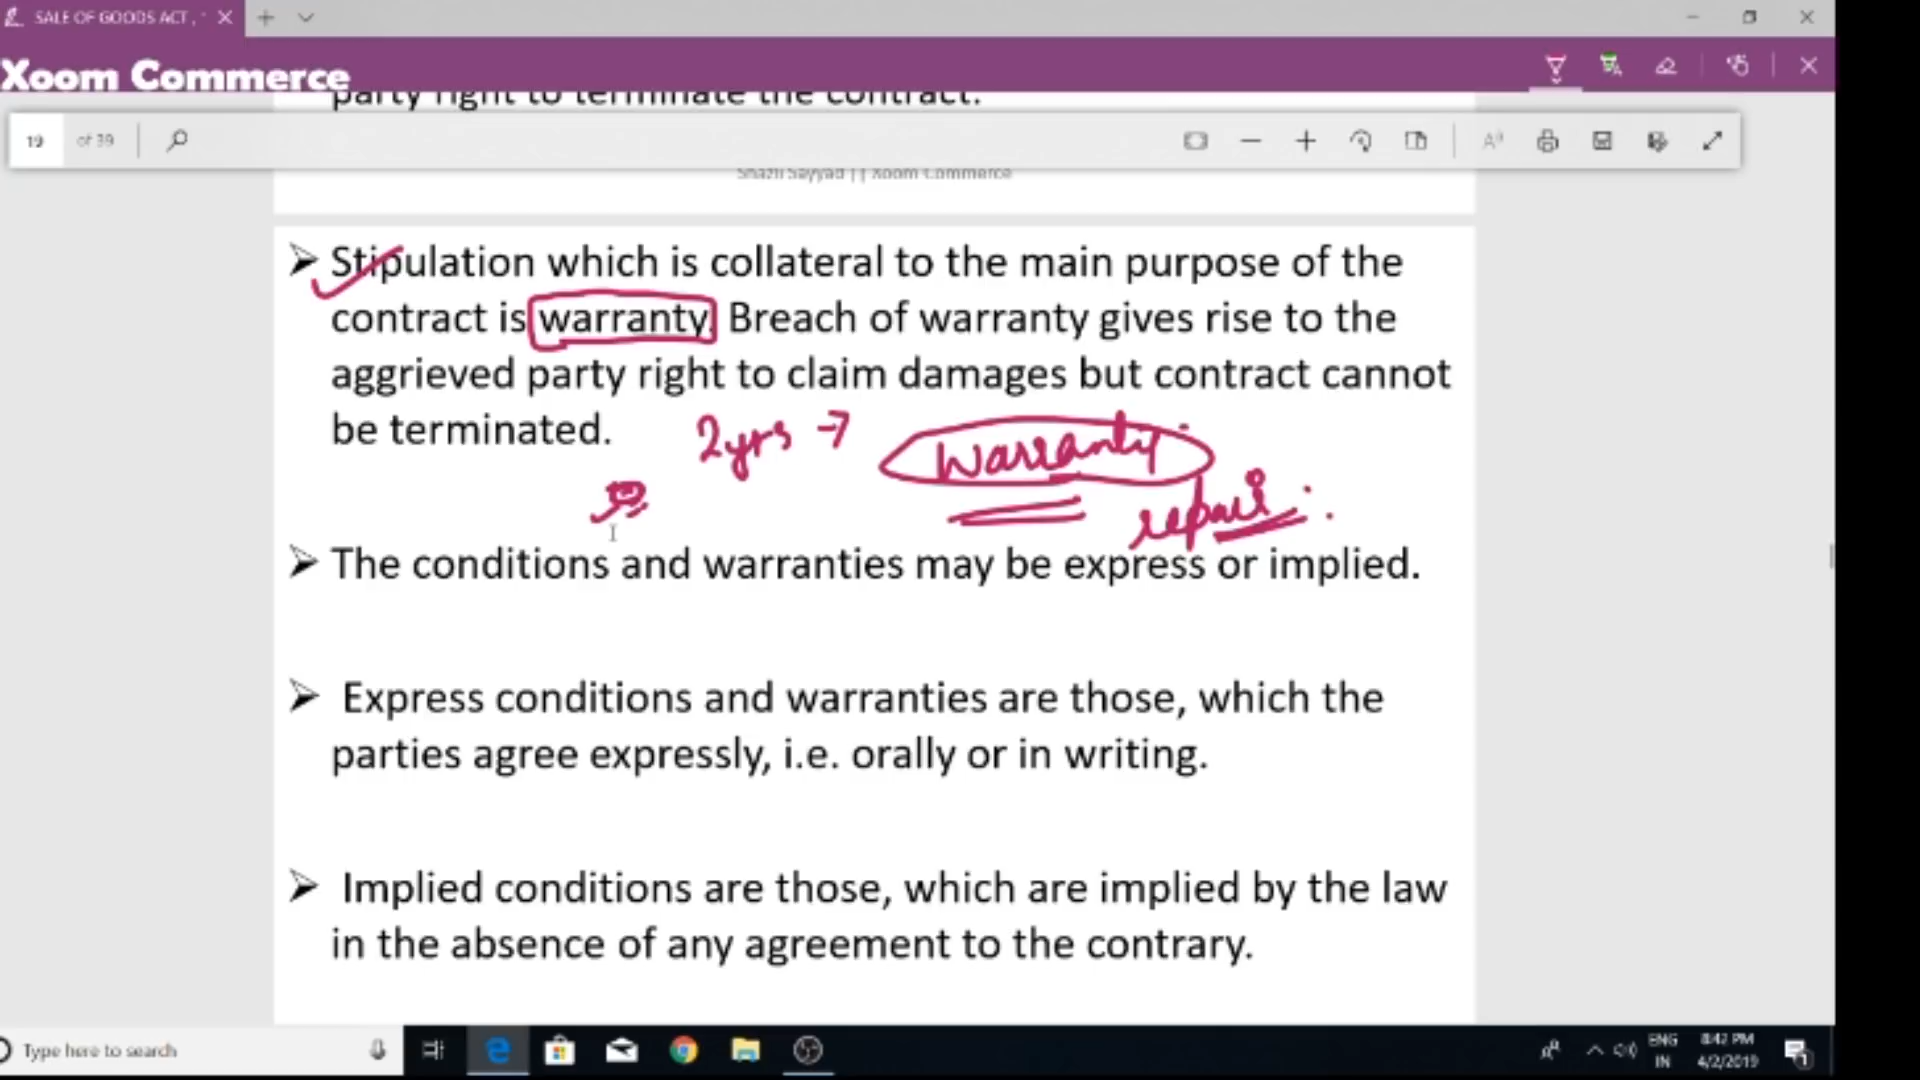 SALE OF GOODS ACT ,
Xoom Commerce
party right to terminate the contract.
19 of 39
Shazli Sayyad || Xoom Commerce
➤ Stipulation which is collateral to the main purpose of the
contract is warranty. Breach of warranty gives rise to the
aggrieved party right to claim damages but contract cannot
be terminated.
2yrs → Warranty
repair
➤ The conditions and warranties may be express or implied.
➤ Express conditions and warranties are those, which the
parties agree expressly, i.e. orally or in writing.
➤ Implied conditions are those, which are implied by the law
in the absence of any agreement to the contrary.
Type here to search
ENG 8:42 PM
IN 4/2/2019